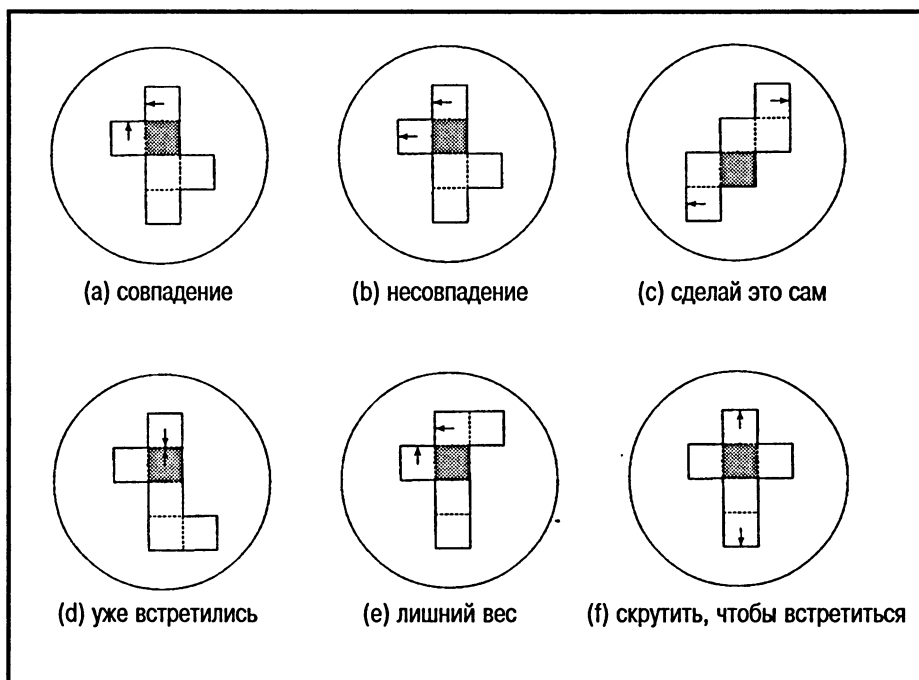 (a) совпадение
(b) несовпадение
(c) сделай это сам
(d) уже встретились
(e) лишний вес
(f) скрутить, чтобы встретиться